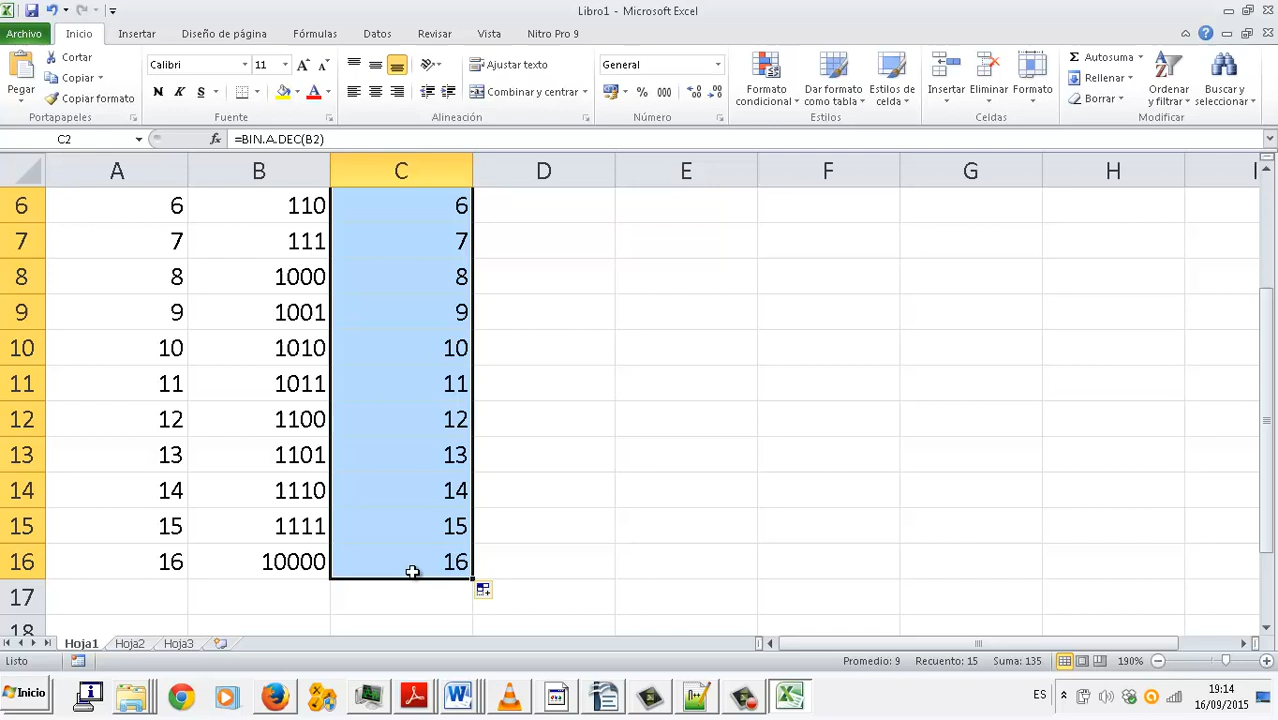 Libro1 - Microsoft Excel
Archivo Inicio Insertar Diseño de página Fórmulas Datos Revisar Vista Nitro Pro 9
Pegar
Cortar
Copiar
Copiar formato
Portapapeles
Calibri 11
N K S
Fuente
Ajustar texto
Combinar y centrar
Alineación
General
% 000
Número
Formato condicional
Dar formato como tabla
Estilos de celda
Estilos
Insertar Eliminar Formato
Celdas
Autosuma
Rellenar
Borrar
Ordenar y filtrar
Buscar y seleccionar
Modificar
C2 fx =BIN.A.DEC(B2)
A B C D E F G H I
6 6 110 6
7 7 111 7
8 8 1000 8
9 9 1001 9
10 10 1010 10
11 11 1011 11
12 12 1100 12
13 13 1101 13
14 14 1110 14
15 15 1111 15
16 16 10000 16
17
18
Hoja1 Hoja2 Hoja3
Listo Promedio: 9 Recuento: 15 Suma: 135 190%
Inicio ES 19:14
16/09/2015